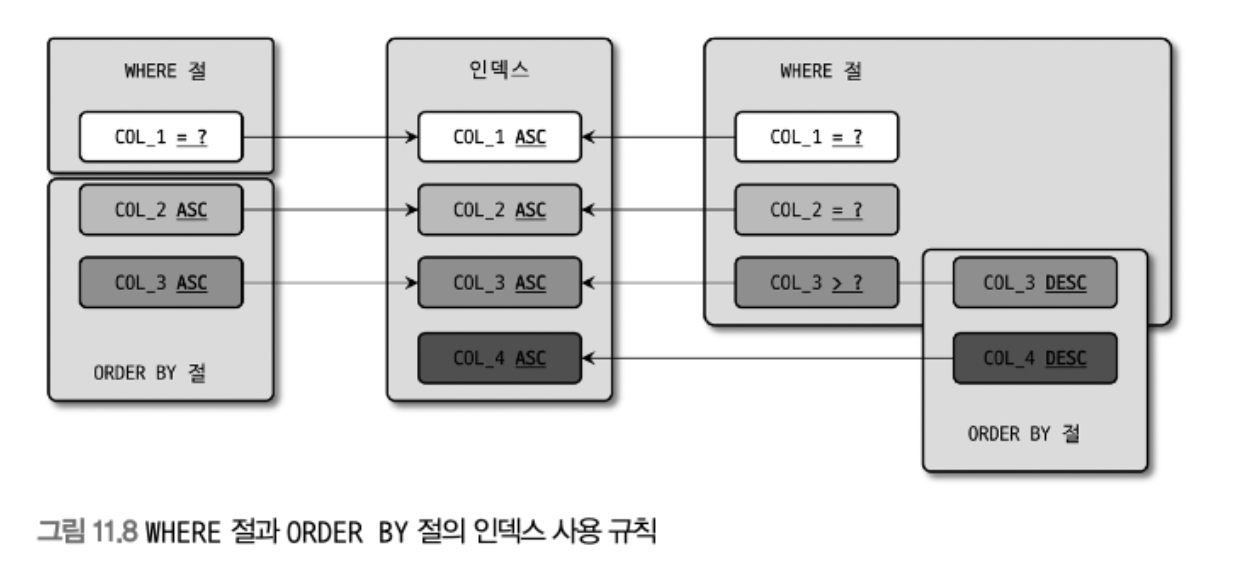 WHERE 절
COL_1 = ?
COL_2 ASC
COL_3 ASC
ORDER BY 절
인덱스
COL_1 ASC
COL_2 ASC
COL_3 ASC
COL_4 ASC
WHERE 절
COL_1 = ?
COL_2 = ?
COL_3 > ?
COL_3 DESC
COL_4 DESC
ORDER BY 절
그림 11.8 WHERE 절과 ORDER BY 절의 인덱스 사용 규칙